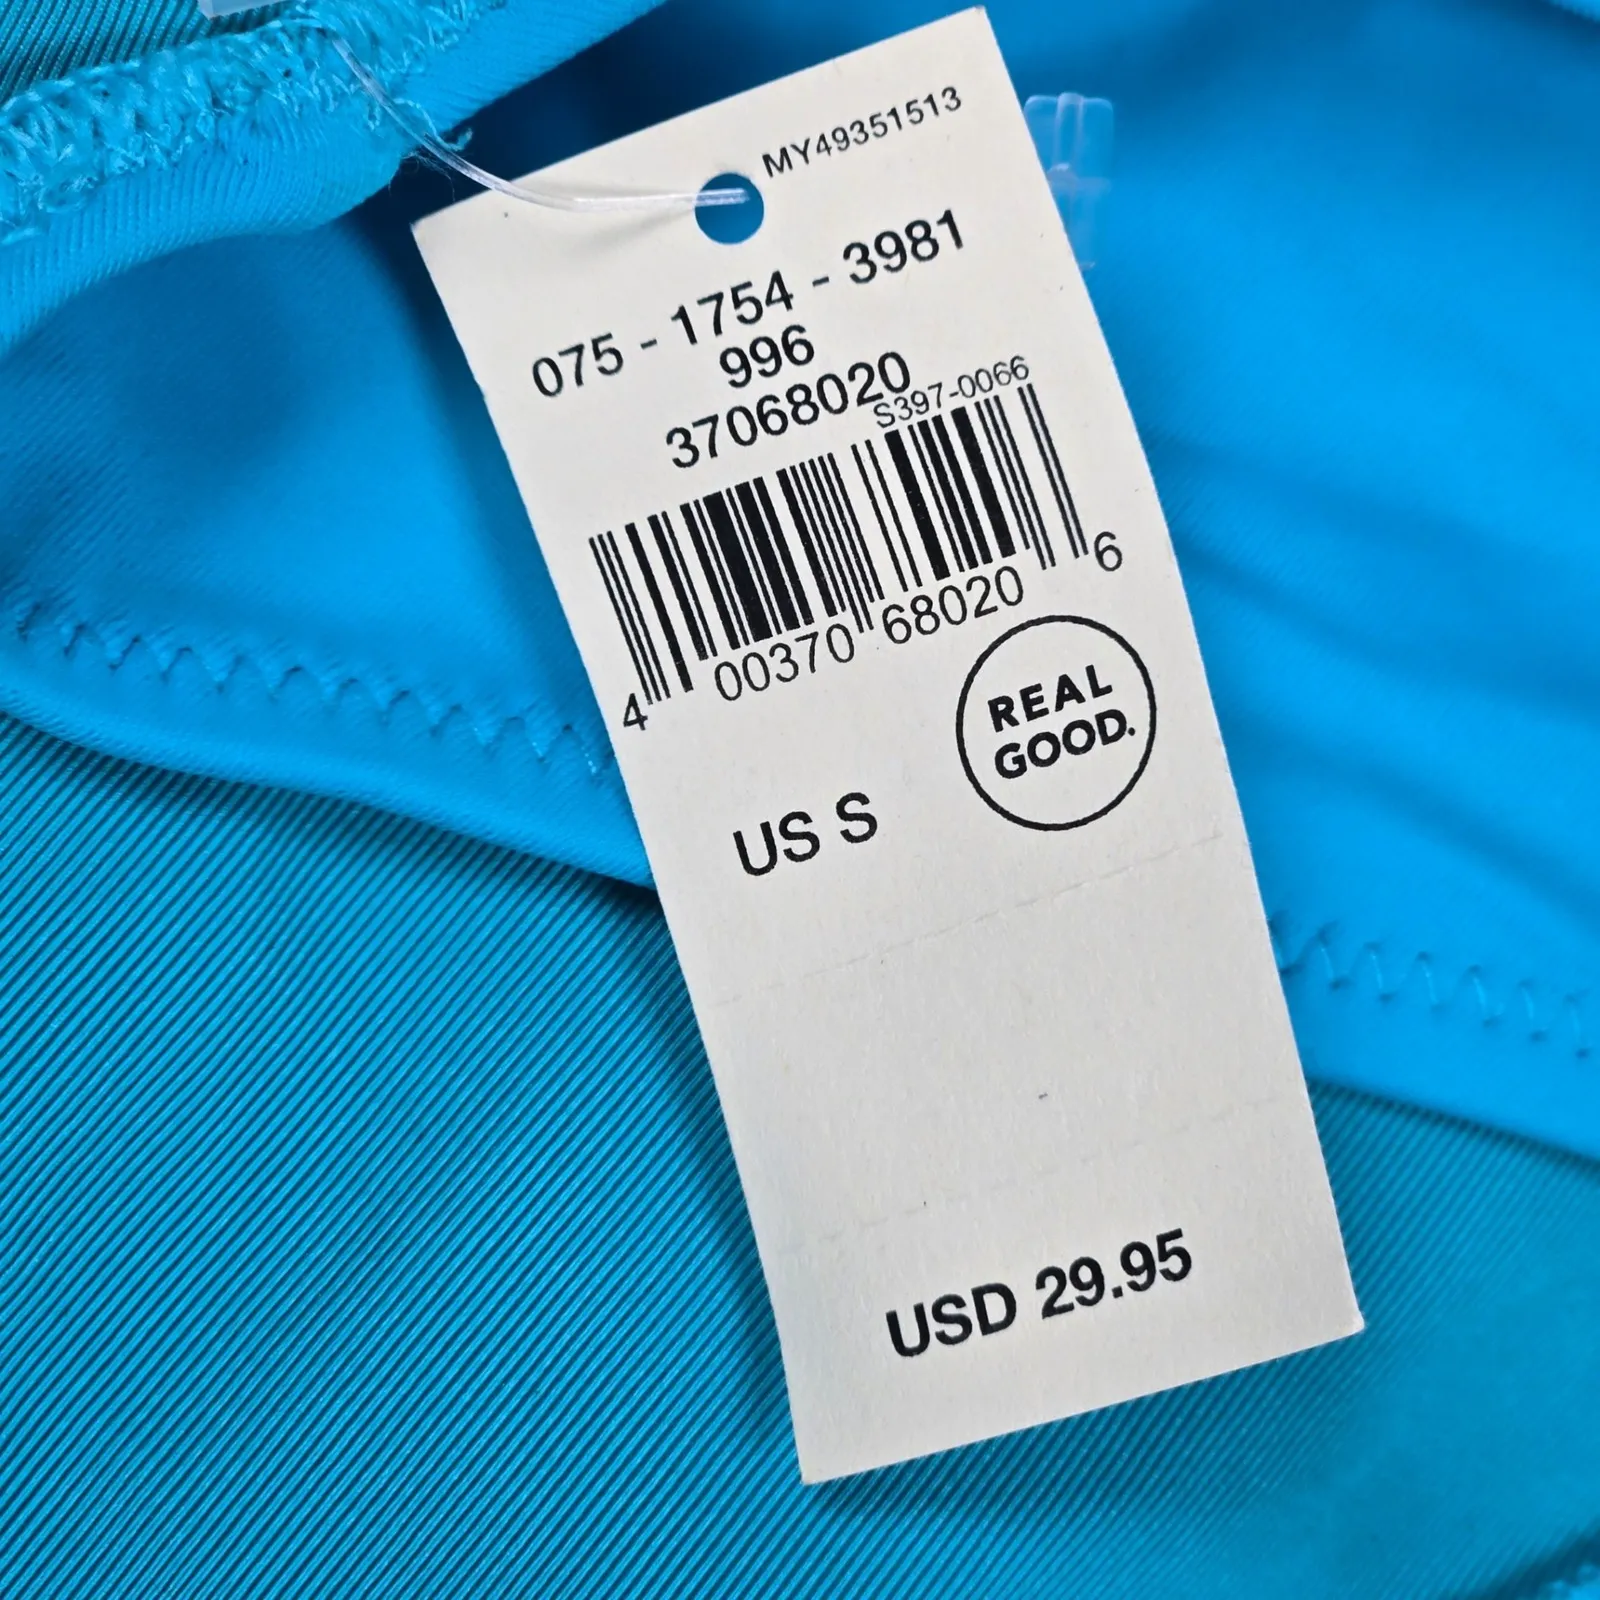 MY49351513
075 - 1754 - 3981
996
37068020
S397-0066
4 00370 68020 6
REAL
GOOD.
US S
USD 29.95